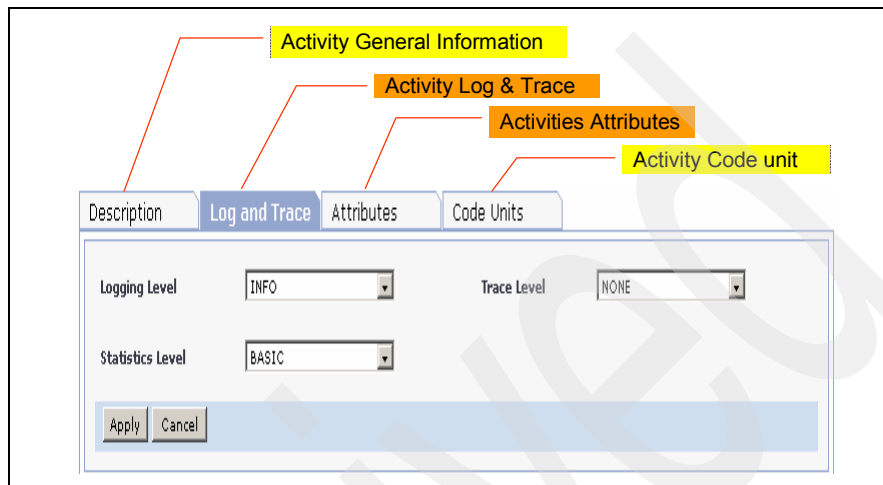 Activity General Information
Activity Log & Trace
Activities Attributes
Activity Code unit
Description Log and Trace Attributes Code Units
Logging Level INFO Trace Level NONE
Statistics Level BASIC
Apply Cancel